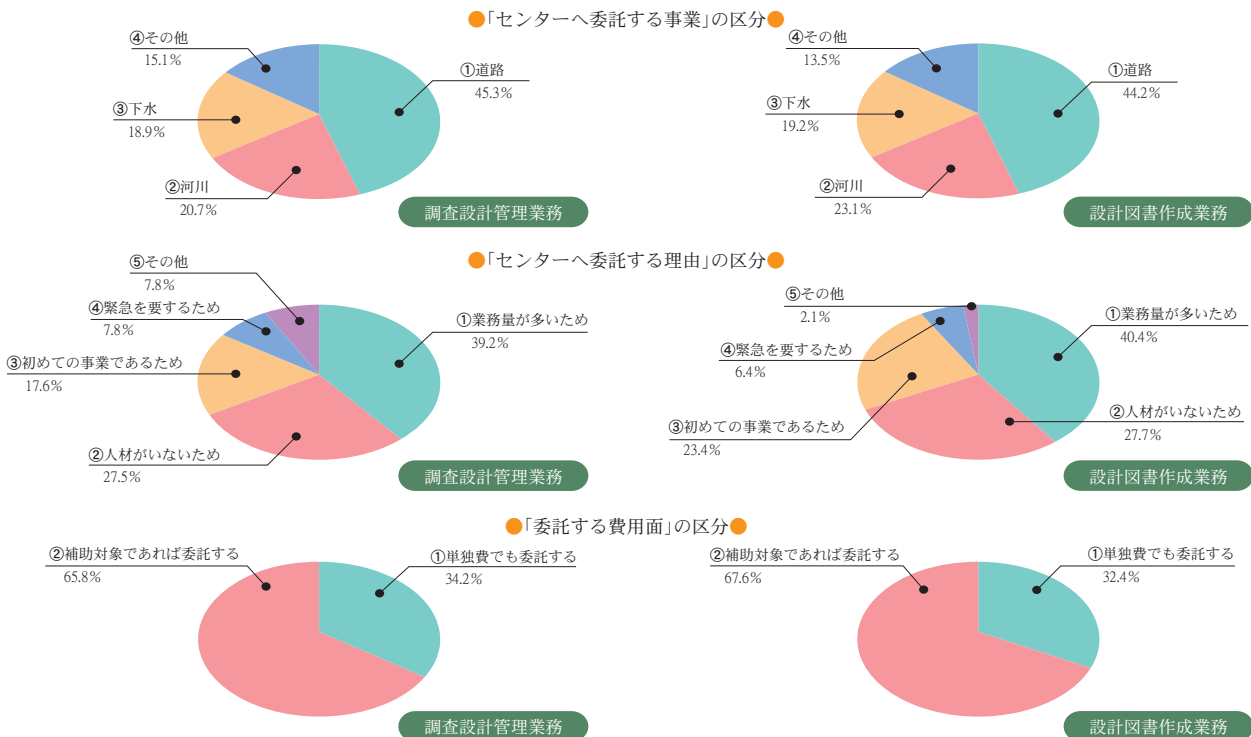 ●「センターへ委託する事業」の区分●
④その他
15.1%
①道路
45.3%
③下水
18.9%
②河川
20.7%
調査設計管理業務
④その他
13.5%
①道路
44.2%
③下水
19.2%
②河川
23.1%
設計図書作成業務
●「センターへ委託する理由」の区分●
⑤その他
7.8%
④緊急を要するため
7.8%
①業務量が多いため
39.2%
③初めての事業であるため
17.6%
②人材がいないため
27.5%
調査設計管理業務
⑤その他
2.1%
①業務量が多いため
40.4%
④緊急を要するため
6.4%
②人材がいないため
27.7%
③初めての事業であるため
23.4%
設計図書作成業務
●「委託する費用面」の区分●
②補助対象であれば委託する
65.8%
①単独費でも委託する
34.2%
調査設計管理業務
②補助対象であれば委託する
67.6%
①単独費でも委託する
32.4%
設計図書作成業務